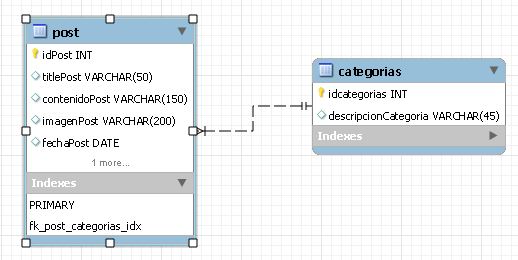 post
idPost INT
titlePost VARCHAR(50)
contenidoPost VARCHAR(150)
imagenPost VARCHAR(200)
fechaPost DATE
1 more...
Indexes
PRIMARY
fk_post_categorias_idx
categorias
idcategorias INT
descripcionCategoria VARCHAR(45)
Indexes